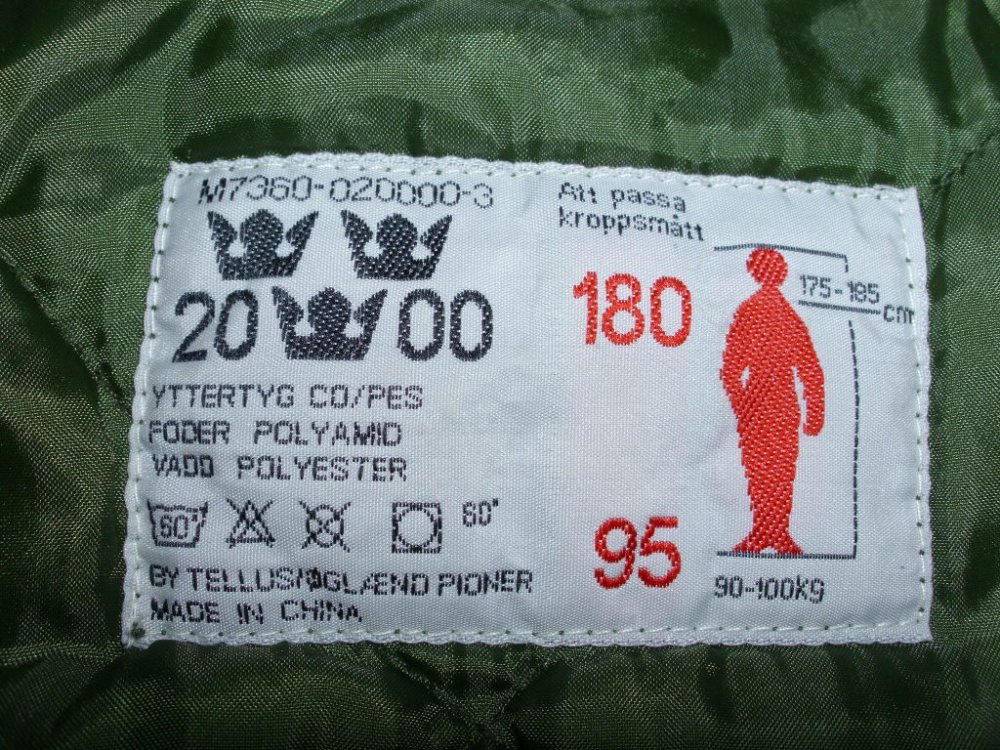 M7360-020000-3
20 00
YTTERTYG CO/PES
FODER POLYAMID
VADD POLYESTER
60°
60°
BY TELLUS/ØGLÆND PIONER
MADE IN CHINA
Att passa
kroppsmått
180
175-185
cm
95
90-100KG